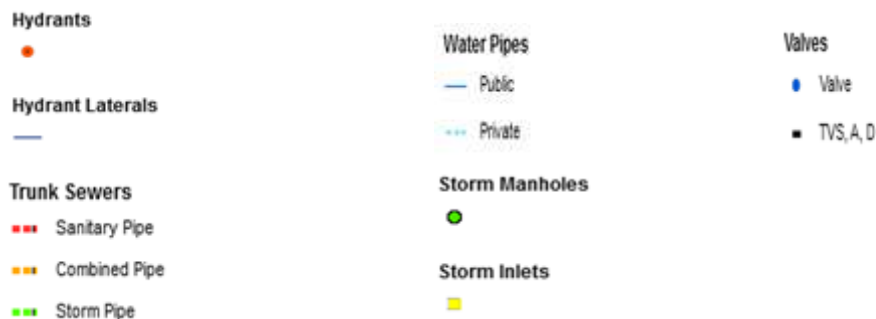 Hydrants
Hydrant Laterals
Trunk Sewers
Sanitary Pipe
Combined Pipe
Storm Pipe
Water Pipes
Public
Private
Storm Manholes
Storm Inlets
Valves
Valve
TVS, A, D